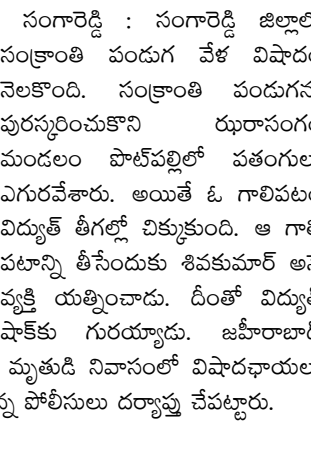 సంగారెడ్డి : సంగారెడ్డి జిల్లాలో
సంక్రాంతి పండుగ వేళ విషాదం
నెలకొంది. సంక్రాంతి పండుగను
పురస్కరించుకొని ఝరాసంగం
మండలం పొట్‌పల్లిలో పతంగులు
ఎగురవేశారు. అయితే ఓ గాలిపటం
విద్యుత్ తీగల్లో చిక్కుకుంది. ఆ గాలి
పటాన్ని తీసేందుకు శివకుమార్ అనే
వ్యక్తి యత్నించాడు. దీంతో విద్యుత్
షాక్‌కు గురయ్యాడు. జహీరాబాద్
మృతుడి నివాసంలో విషాదఛాయలు
పోలీసులు దర్యాప్తు చేపట్టారు.